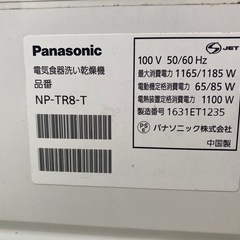 Panasonic
電気食器洗い乾燥機
品番
NP-TR8-T
JET
100 V 50/60 Hz
最大消費電力 1165/1185 W
電動機定格消費電力 65/85 W
電熱装置定格消費電力 1100 W
製造番号 1631ET1235
PS E
パナソニック株式会社
中国製